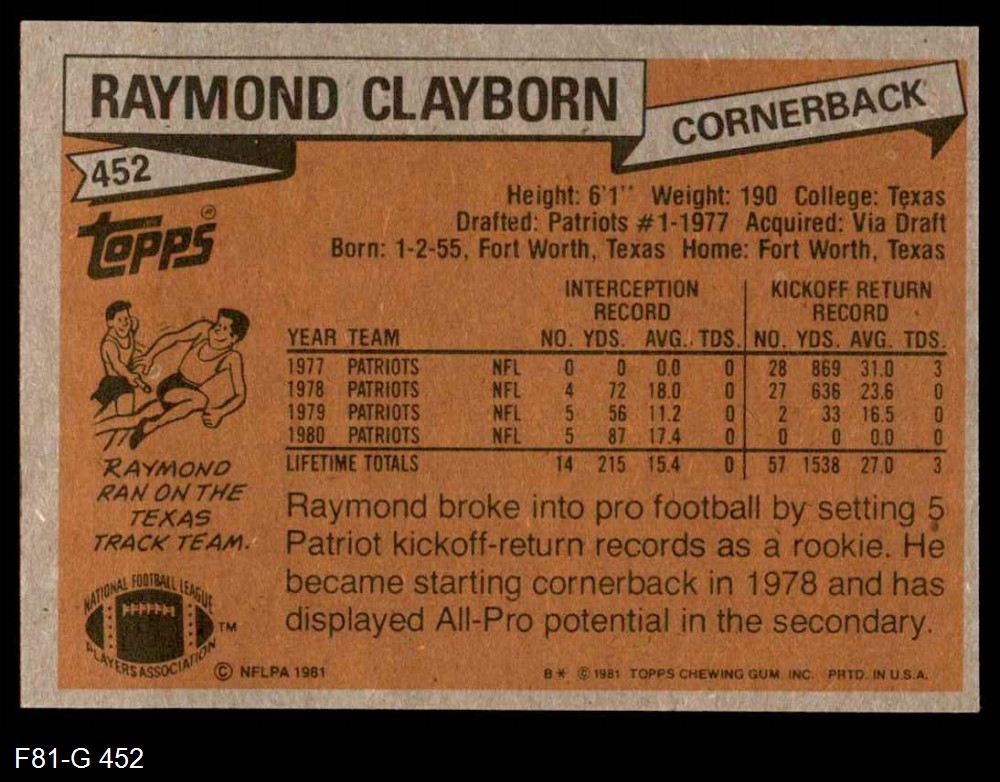 RAYMOND CLAYBORN
CORNERBACK
452
topps®
Height: 6'1" Weight: 190 College: Texas
Drafted: Patriots #1-1977 Acquired: Via Draft
Born: 1-2-55, Fort Worth, Texas Home: Fort Worth, Texas
INTERCEPTION RECORD KICKOFF RETURN RECORD
YEAR TEAM NO. YDS. AVG. TDS. NO. YDS. AVG. TDS.
1977 PATRIOTS NFL 0 0 0.0 0 28 869 31.0 3
1978 PATRIOTS NFL 4 72 18.0 0 27 636 23.6 0
1979 PATRIOTS NFL 5 56 11.2 0 2 33 16.5 0
1980 PATRIOTS NFL 5 87 17.4 0 0 0 0.0 0
LIFETIME TOTALS 14 215 15.4 0 57 1538 27.0 3
RAYMOND
RAN ON THE
TEXAS
TRACK TEAM.
Raymond broke into pro football by setting 5
Patriot kickoff-return records as a rookie. He
became starting cornerback in 1978 and has
displayed All-Pro potential in the secondary.
NATIONAL FOOTBALL LEAGUE
PLAYERS ASSOCIATION
TM
© NFLPA 1981
B* © 1981 TOPPS CHEWING GUM INC. PRTD. IN U.S.A.
F81-G 452